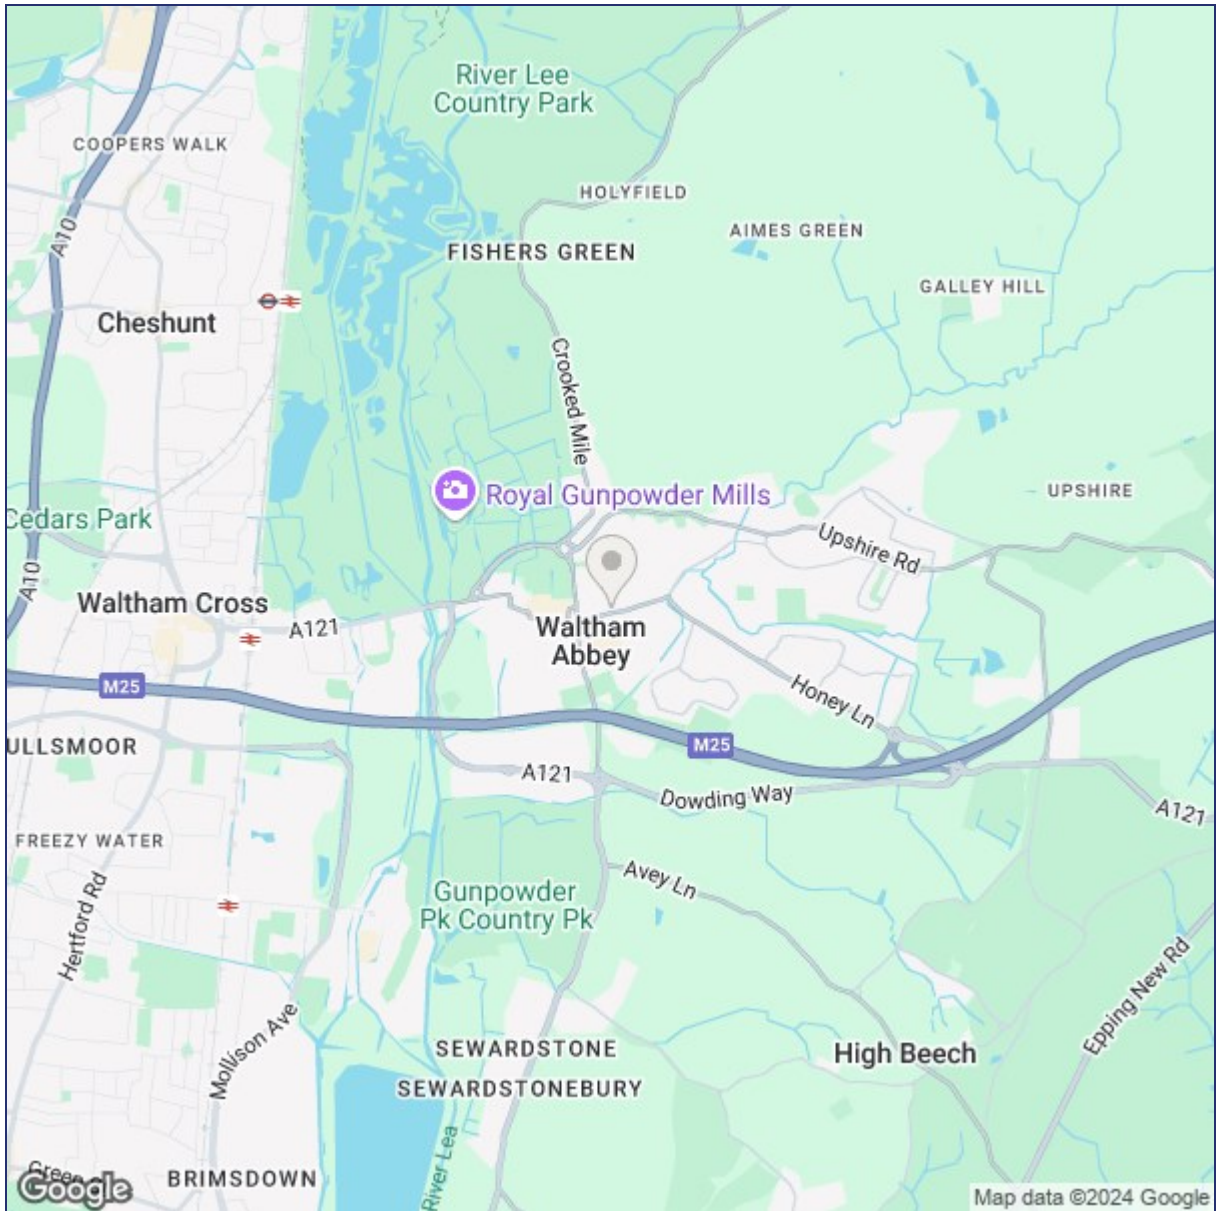 River Lee
Country Park
COOPERS WALK
HOLYFIELD
A10
AIMES GREEN
FISHERS GREEN
GALLEY HILL
Cheshunt
Crooked Mile
Royal Gunpowder Mills
UPSHIRE
Cedars Park
Upshire Rd
A10
Waltham Cross
A121
Waltham
Abbey
M25
Honey Ln
ULLSMOOR
M25
A121
Dowding Way
A121
FREEZY WATER
Avey Ln
Gunpowder
Pk Country Pk
Hertford Rd
Epping New Rd
Mollison Ave
SEWARDSTONE
High Beech
SEWARDSTONEBURY
River Lea
Green
BRIMSDOWN
Google
Map data ©2024 Google